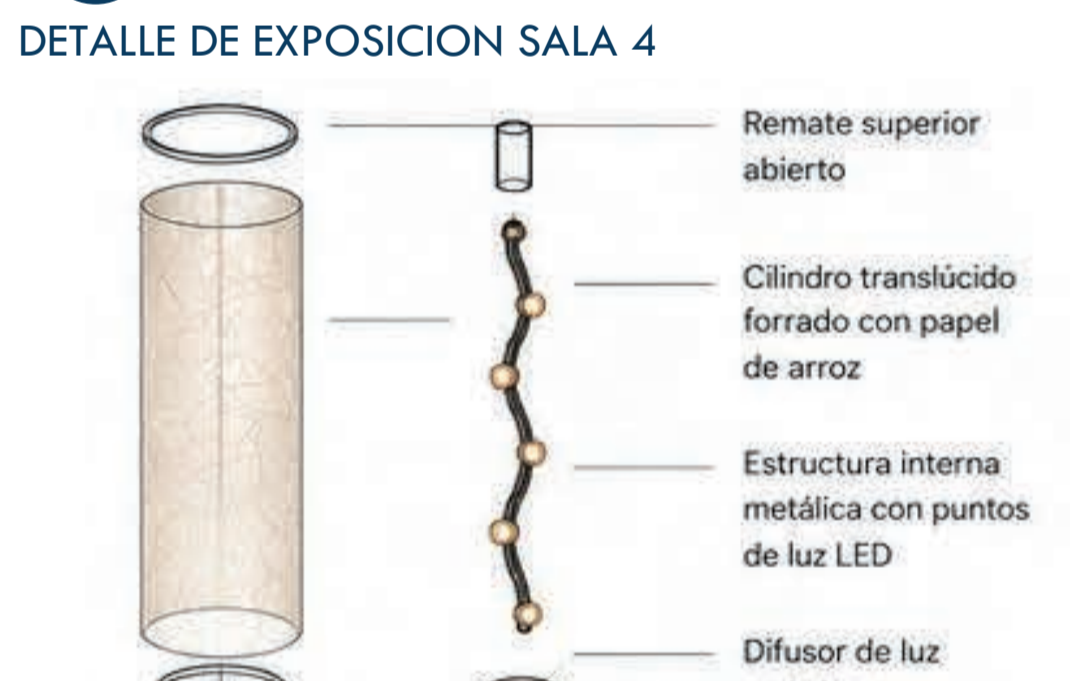 DETALLE DE EXPOSICION SALA 4
Remate superior
abierto
Cilindro translúcido
forrado con papel
de arroz
Estructura interna
metálica con puntos
de luz LED
Difusor de luz